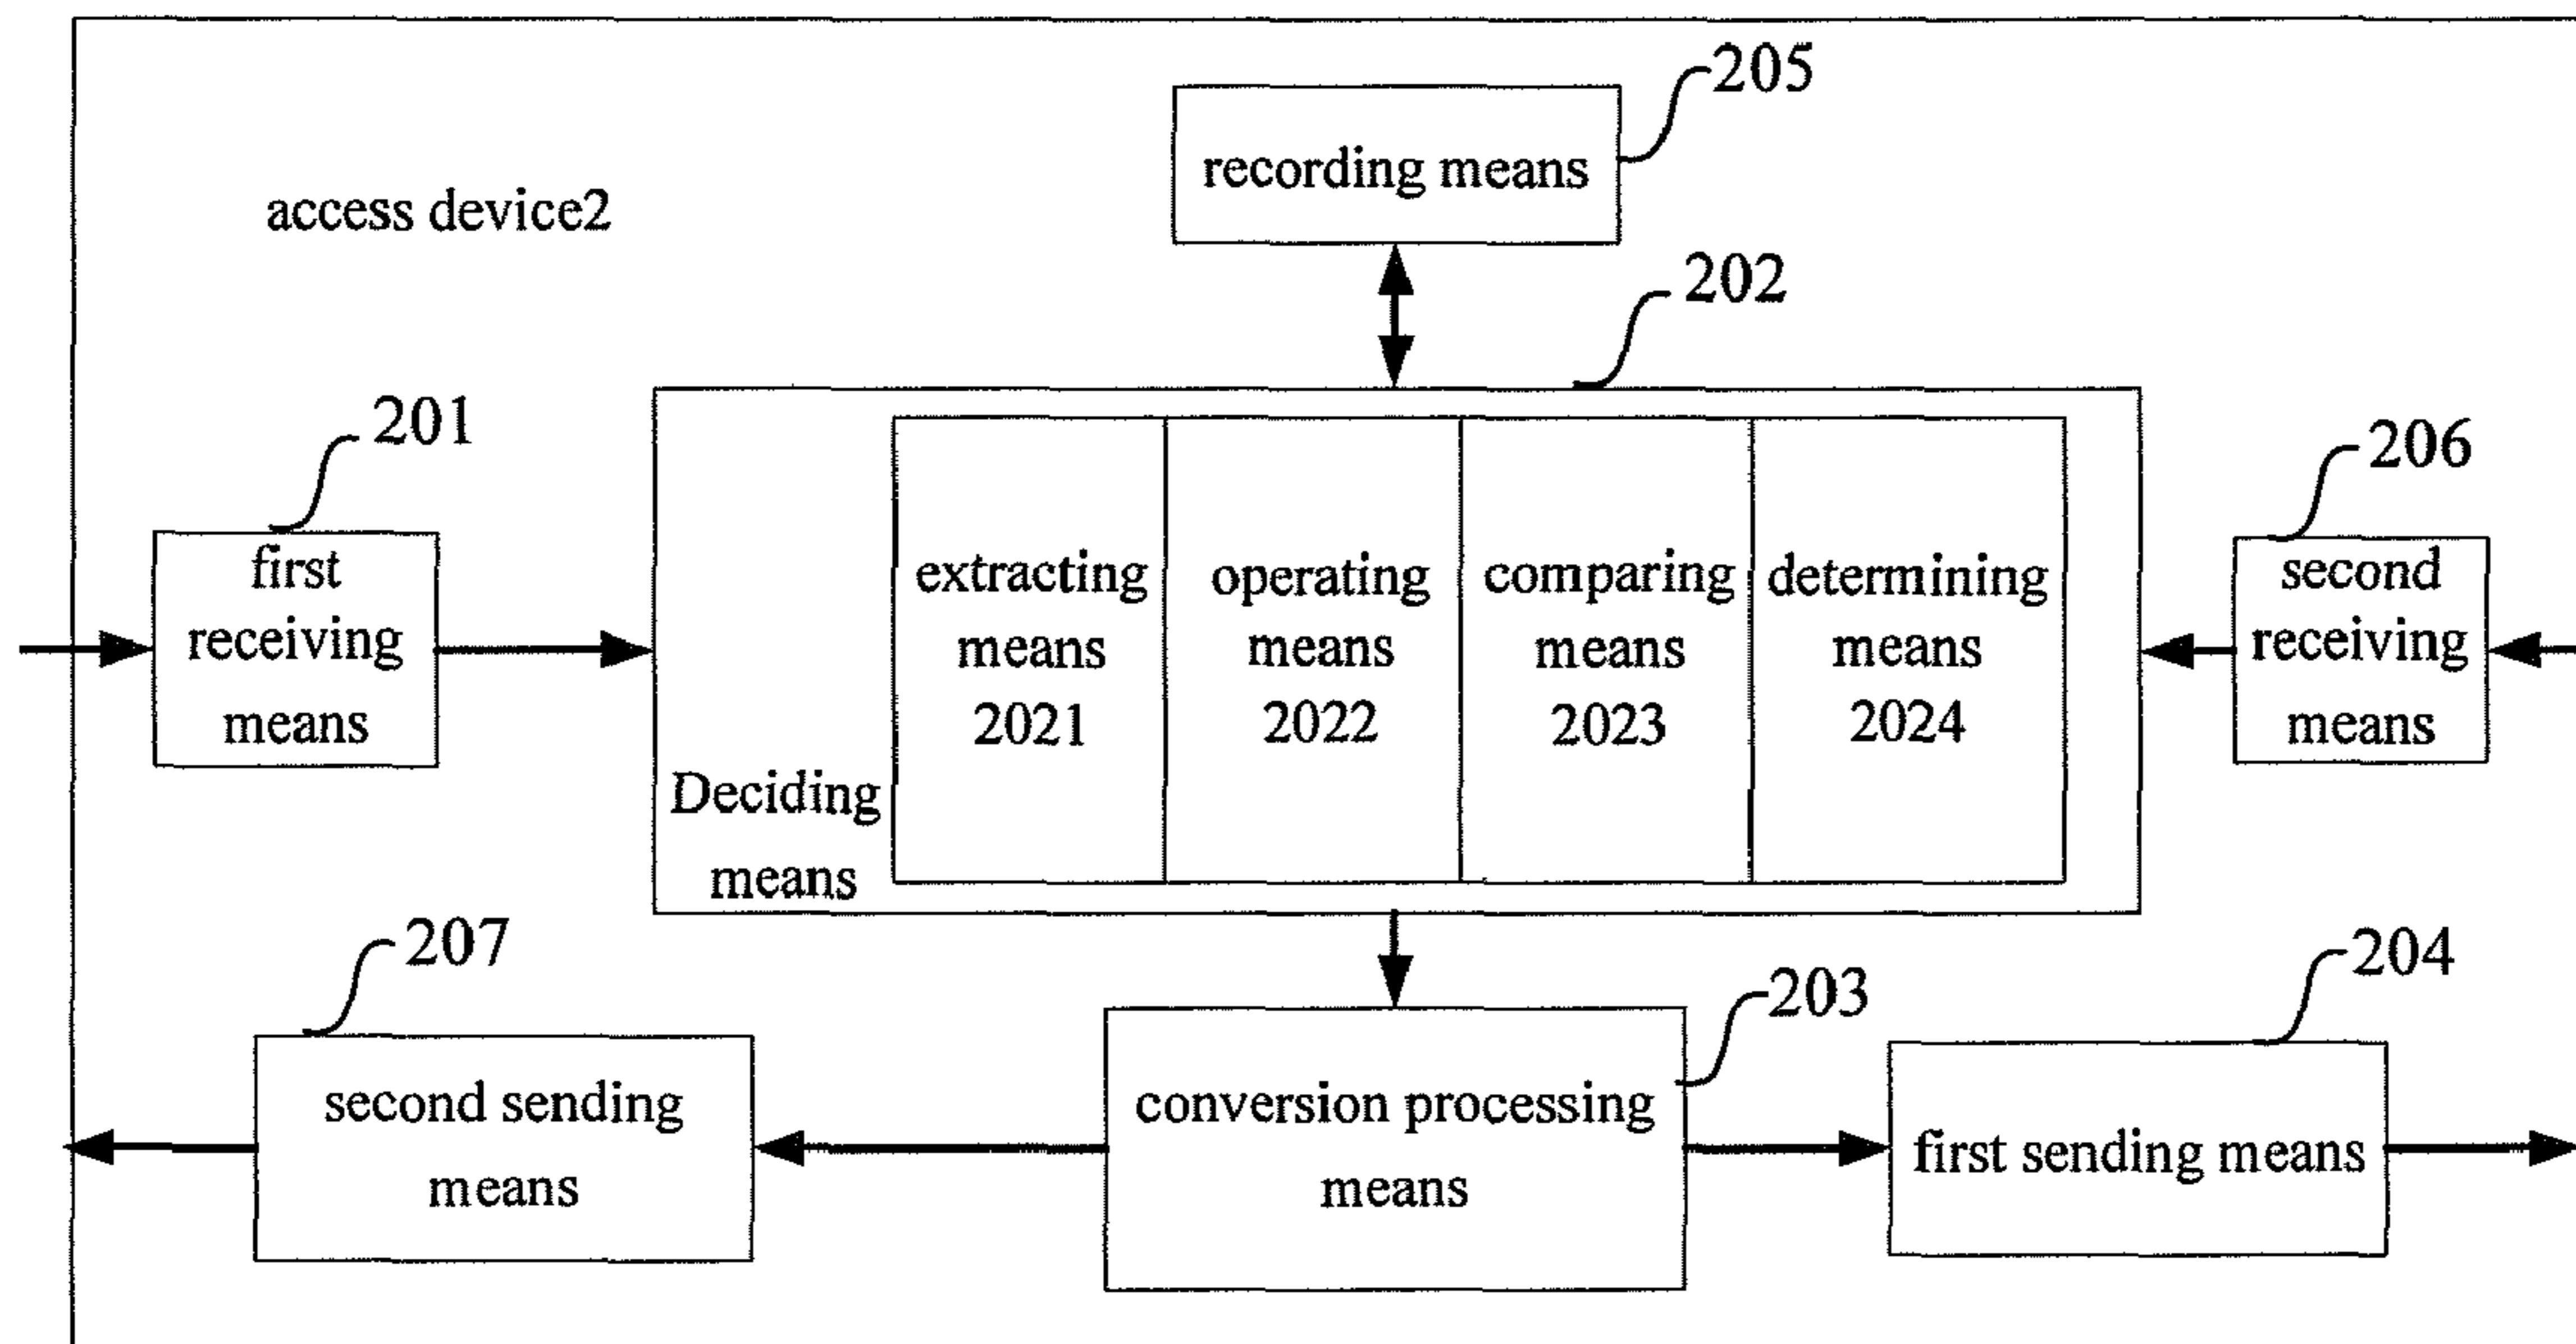 205
recording means
access device2
202
201
206
first
receiving
means
extracting
means
2021
operating
means
2022
comparing
means
2023
determining
means
2024
Deciding
means
second
receiving
means
207
203
204
second sending
means
conversion processing
means
first sending means